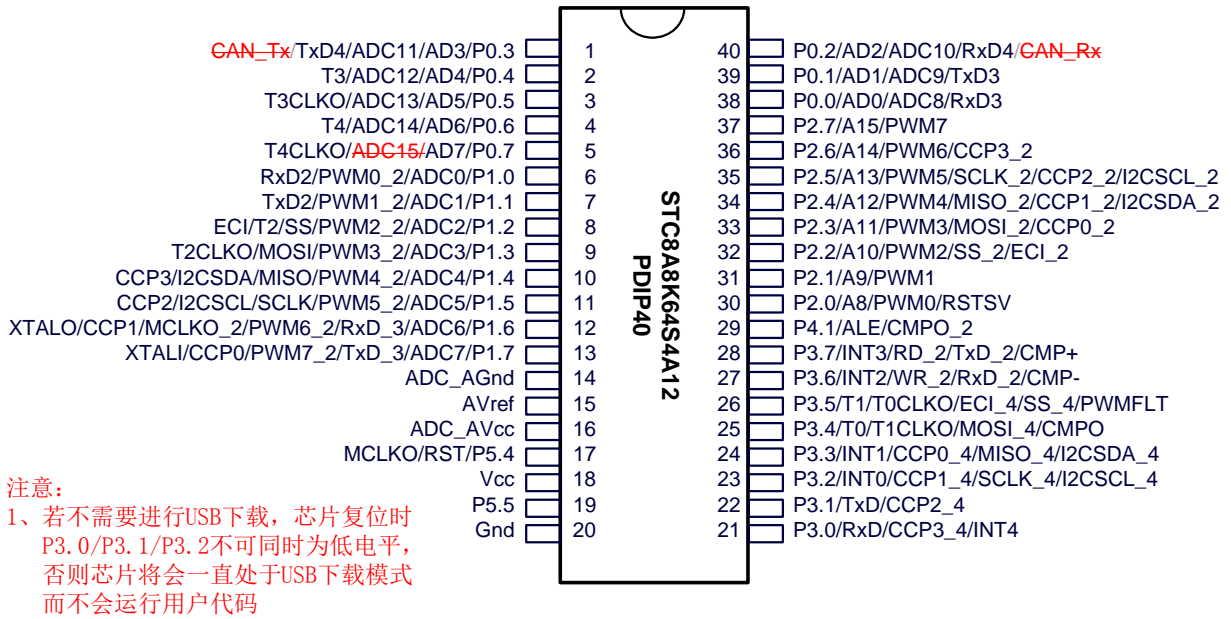 CAN_Tx/TxD4/ADC11/AD3/P0.3 1 40 P0.2/AD2/ADC10/RxD4/CAN_Rx
T3/ADC12/AD4/P0.4 2 39 P0.1/AD1/ADC9/TxD3
T3CLKO/ADC13/AD5/P0.5 3 38 P0.0/AD0/ADC8/RxD3
T4/ADC14/AD6/P0.6 4 37 P2.7/A15/PWM7
T4CLKO/ADC15/AD7/P0.7 5 36 P2.6/A14/PWM6/CCP3_2
RxD2/PWM0_2/ADC0/P1.0 6 35 P2.5/A13/PWM5/SCLK_2/CCP2_2/I2CSCL_2
TxD2/PWM1_2/ADC1/P1.1 7 34 P2.4/A12/PWM4/MISO_2/CCP1_2/I2CSDA_2
ECI/T2/SS/PWM2_2/ADC2/P1.2 8 33 P2.3/A11/PWM3/MOSI_2/CCP0_2
T2CLKO/MOSI/PWM3_2/ADC3/P1.3 9 32 P2.2/A10/PWM2/SS_2/ECI_2
CCP3/I2CSDA/MISO/PWM4_2/ADC4/P1.4 10 31 P2.1/A9/PWM1
CCP2/I2CSCL/SCLK/PWM5_2/ADC5/P1.5 11 30 P2.0/A8/PWM0/RSTSV
XTALO/CCP1/MCLKO_2/PWM6_2/RxD_3/ADC6/P1.6 12 29 P4.1/ALE/CMPO_2
XTALI/CCP0/PWM7_2/TxD_3/ADC7/P1.7 13 28 P3.7/INT3/RD_2/TxD_2/CMP+
ADC_AGnd 14 27 P3.6/INT2/WR_2/RxD_2/CMP-
AVref 15 26 P3.5/T1/T0CLKO/ECI_4/SS_4/PWMFLT
ADC_AVcc 16 25 P3.4/T0/T1CLKO/MOSI_4/CMPO
MCLKO/RST/P5.4 17 24 P3.3/INT1/CCP0_4/MISO_4/I2CSDA_4
Vcc 18 23 P3.2/INT0/CCP1_4/SCLK_4/I2CSCL_4
P5.5 19 22 P3.1/TxD/CCP2_4
Gnd 20 21 P3.0/RxD/CCP3_4/INT4
STC8A8K64S4A12
PDIP40
注意：
1、若不需要进行USB下载，芯片复位时
P3.0/P3.1/P3.2不可同时为低电平，
否则芯片将会一直处于USB下载模式
而不会运行用户代码